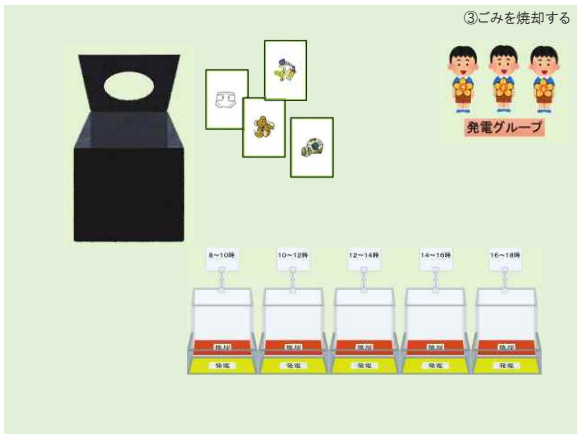 ③ごみを焼却する
発電グループ
8～10時
10～12時
12～14時
14～16時
16～18時
焼却
焼却
焼却
焼却
焼却
発電
発電
発電
発電
発電